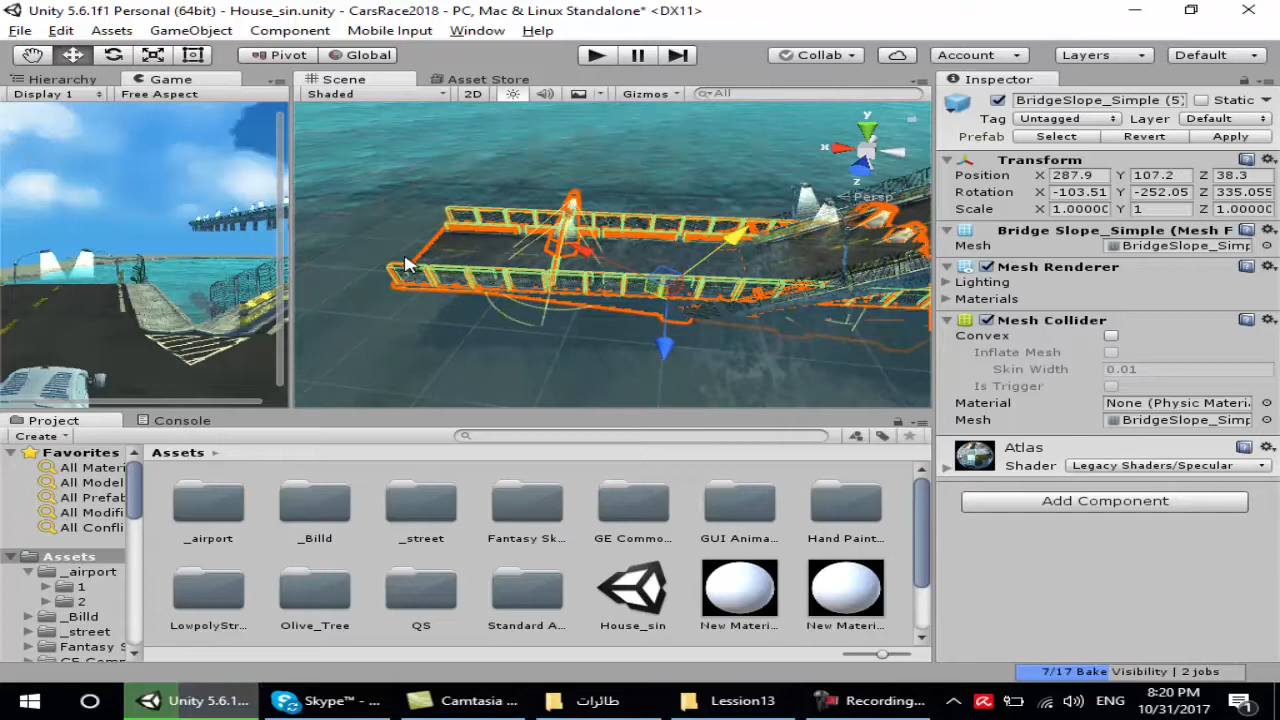 Unity 5.6.1f1 Personal (64bit) - House_sin.unity - CarsRace2018 - PC, Mac & Linux Standalone* <DX11>
File Edit Assets GameObject Component Mobile Input Window Help
Pivot Global Collab Account Layers Default
Hierarchy Game Scene Asset Store Inspector
Display 1 Free Aspect Shaded 2D Gizmos All
BridgeSlope_Simple (5) Static
Tag Untagged Layer Default
Prefab Select Revert Apply
y
x
z
Persp
Transform
Position X 287.9 Y 107.2 Z 38.3
Rotation X -103.51 Y -252.05 Z 335.055
Scale X 1.0000C Y 1 Z 1.0000C
Bridge Slope_Simple (Mesh F
Mesh BridgeSlope_Simp
Mesh Renderer
Lighting
Materials
Mesh Collider
Convex
Inflate Mesh
Skin Width 0.01
Is Trigger
Material None (Physic Materi
Mesh BridgeSlope_Simp
Atlas
Shader Legacy Shaders/Specular
Add Component
Project Console
Create
Favorites
All Materi
All Model
All Prefab
All Modifi
All Confli
Assets
_airport
1
2
_Billd
_street
Fantasy S
Assets
_airport _Billd _street Fantasy Sk... GE Commo... GUI Anima... Hand Paint...
LowpolyStr... Olive_Tree QS Standard A... House_sin New Materi... New Materi...
7/17 Bake Visibility | 2 jobs
Unity 5.6.1... Skype™ - ... Camtasia ... طائرات Lession13 Recording... ENG
8:20 PM
10/31/2017
1